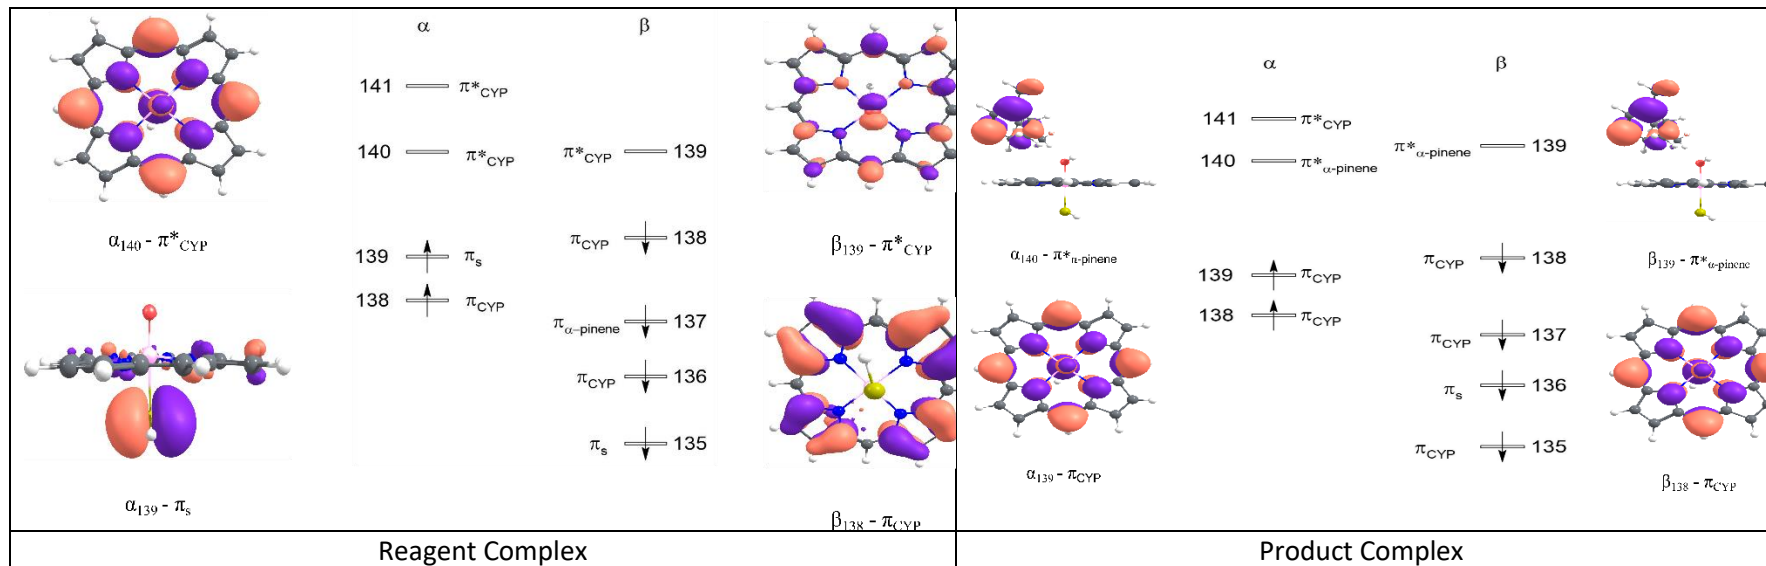 α
β
141 π*CYP
140 π*CYP
π*CYP 139
α140 - π*CYP
β139 - π*CYP
πCYP 138
139 πs
138 πCYP
πα-pinene 137
πCYP 136
πs 135
α139 - πs
β138 - πCYP
Reagent Complex
α
β
141 π*CYP
140 π*α-pinene
π*α-pinene 139
α140 - π*α-pinene
β139 - π*α-pinene
πCYP 138
139 πCYP
138 πCYP
πCYP 137
πs 136
πCYP 135
α139 - πCYP
β138 - πCYP
Product Complex